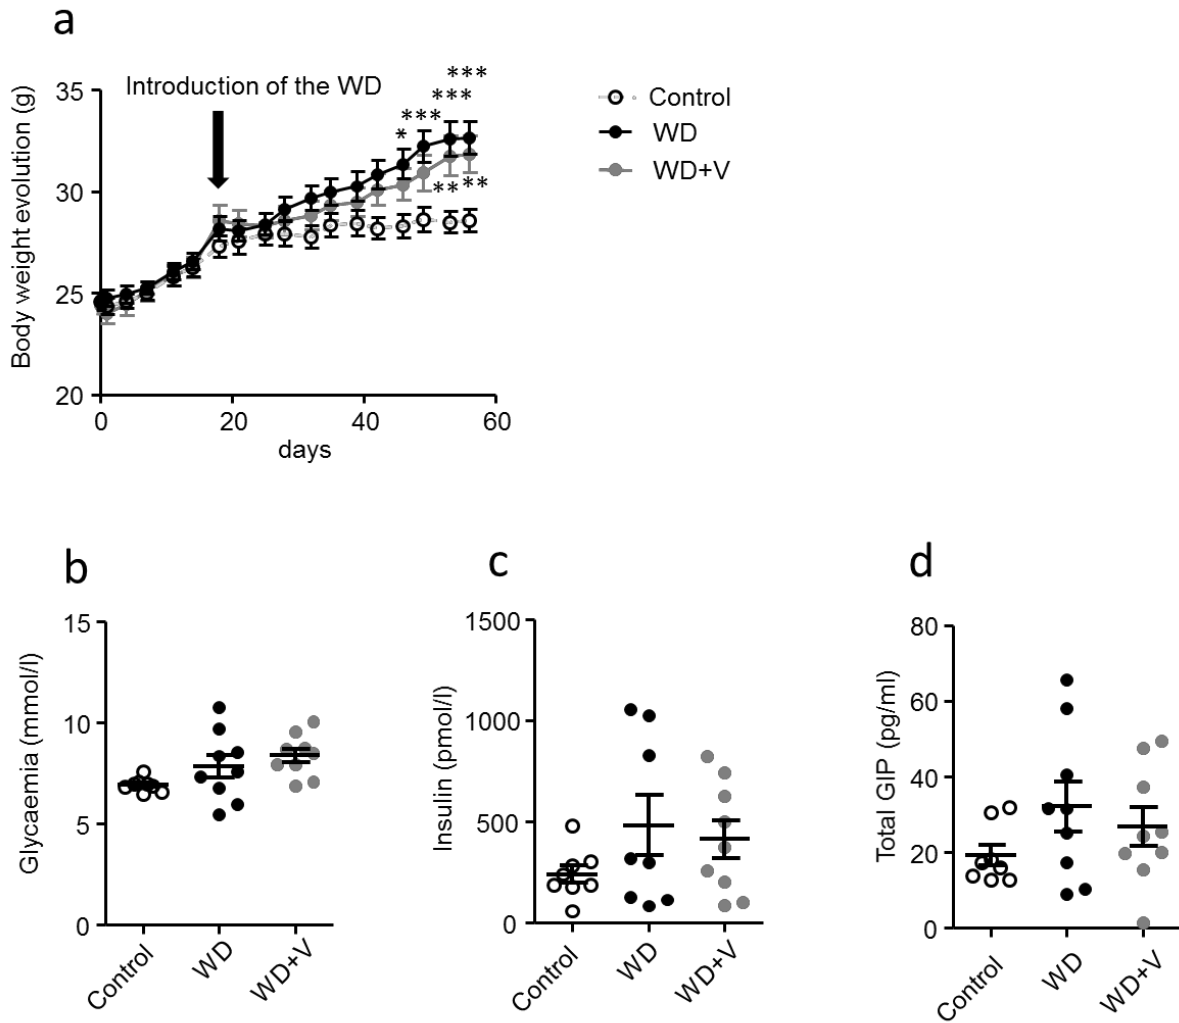 a
Introduction of the WD
Body weight evolution (g)
35
30
25
20
0
20
40
60
days
***
***
***
*
**
**
Control
WD
WD+V
b
Glycaemia (mmol/l)
15
10
5
0
Control
WD
WD+V
c
Insulin (pmol/l)
1500
1000
500
0
Control
WD
WD+V
d
Total GIP (pg/ml)
80
60
40
20
0
Control
WD
WD+V